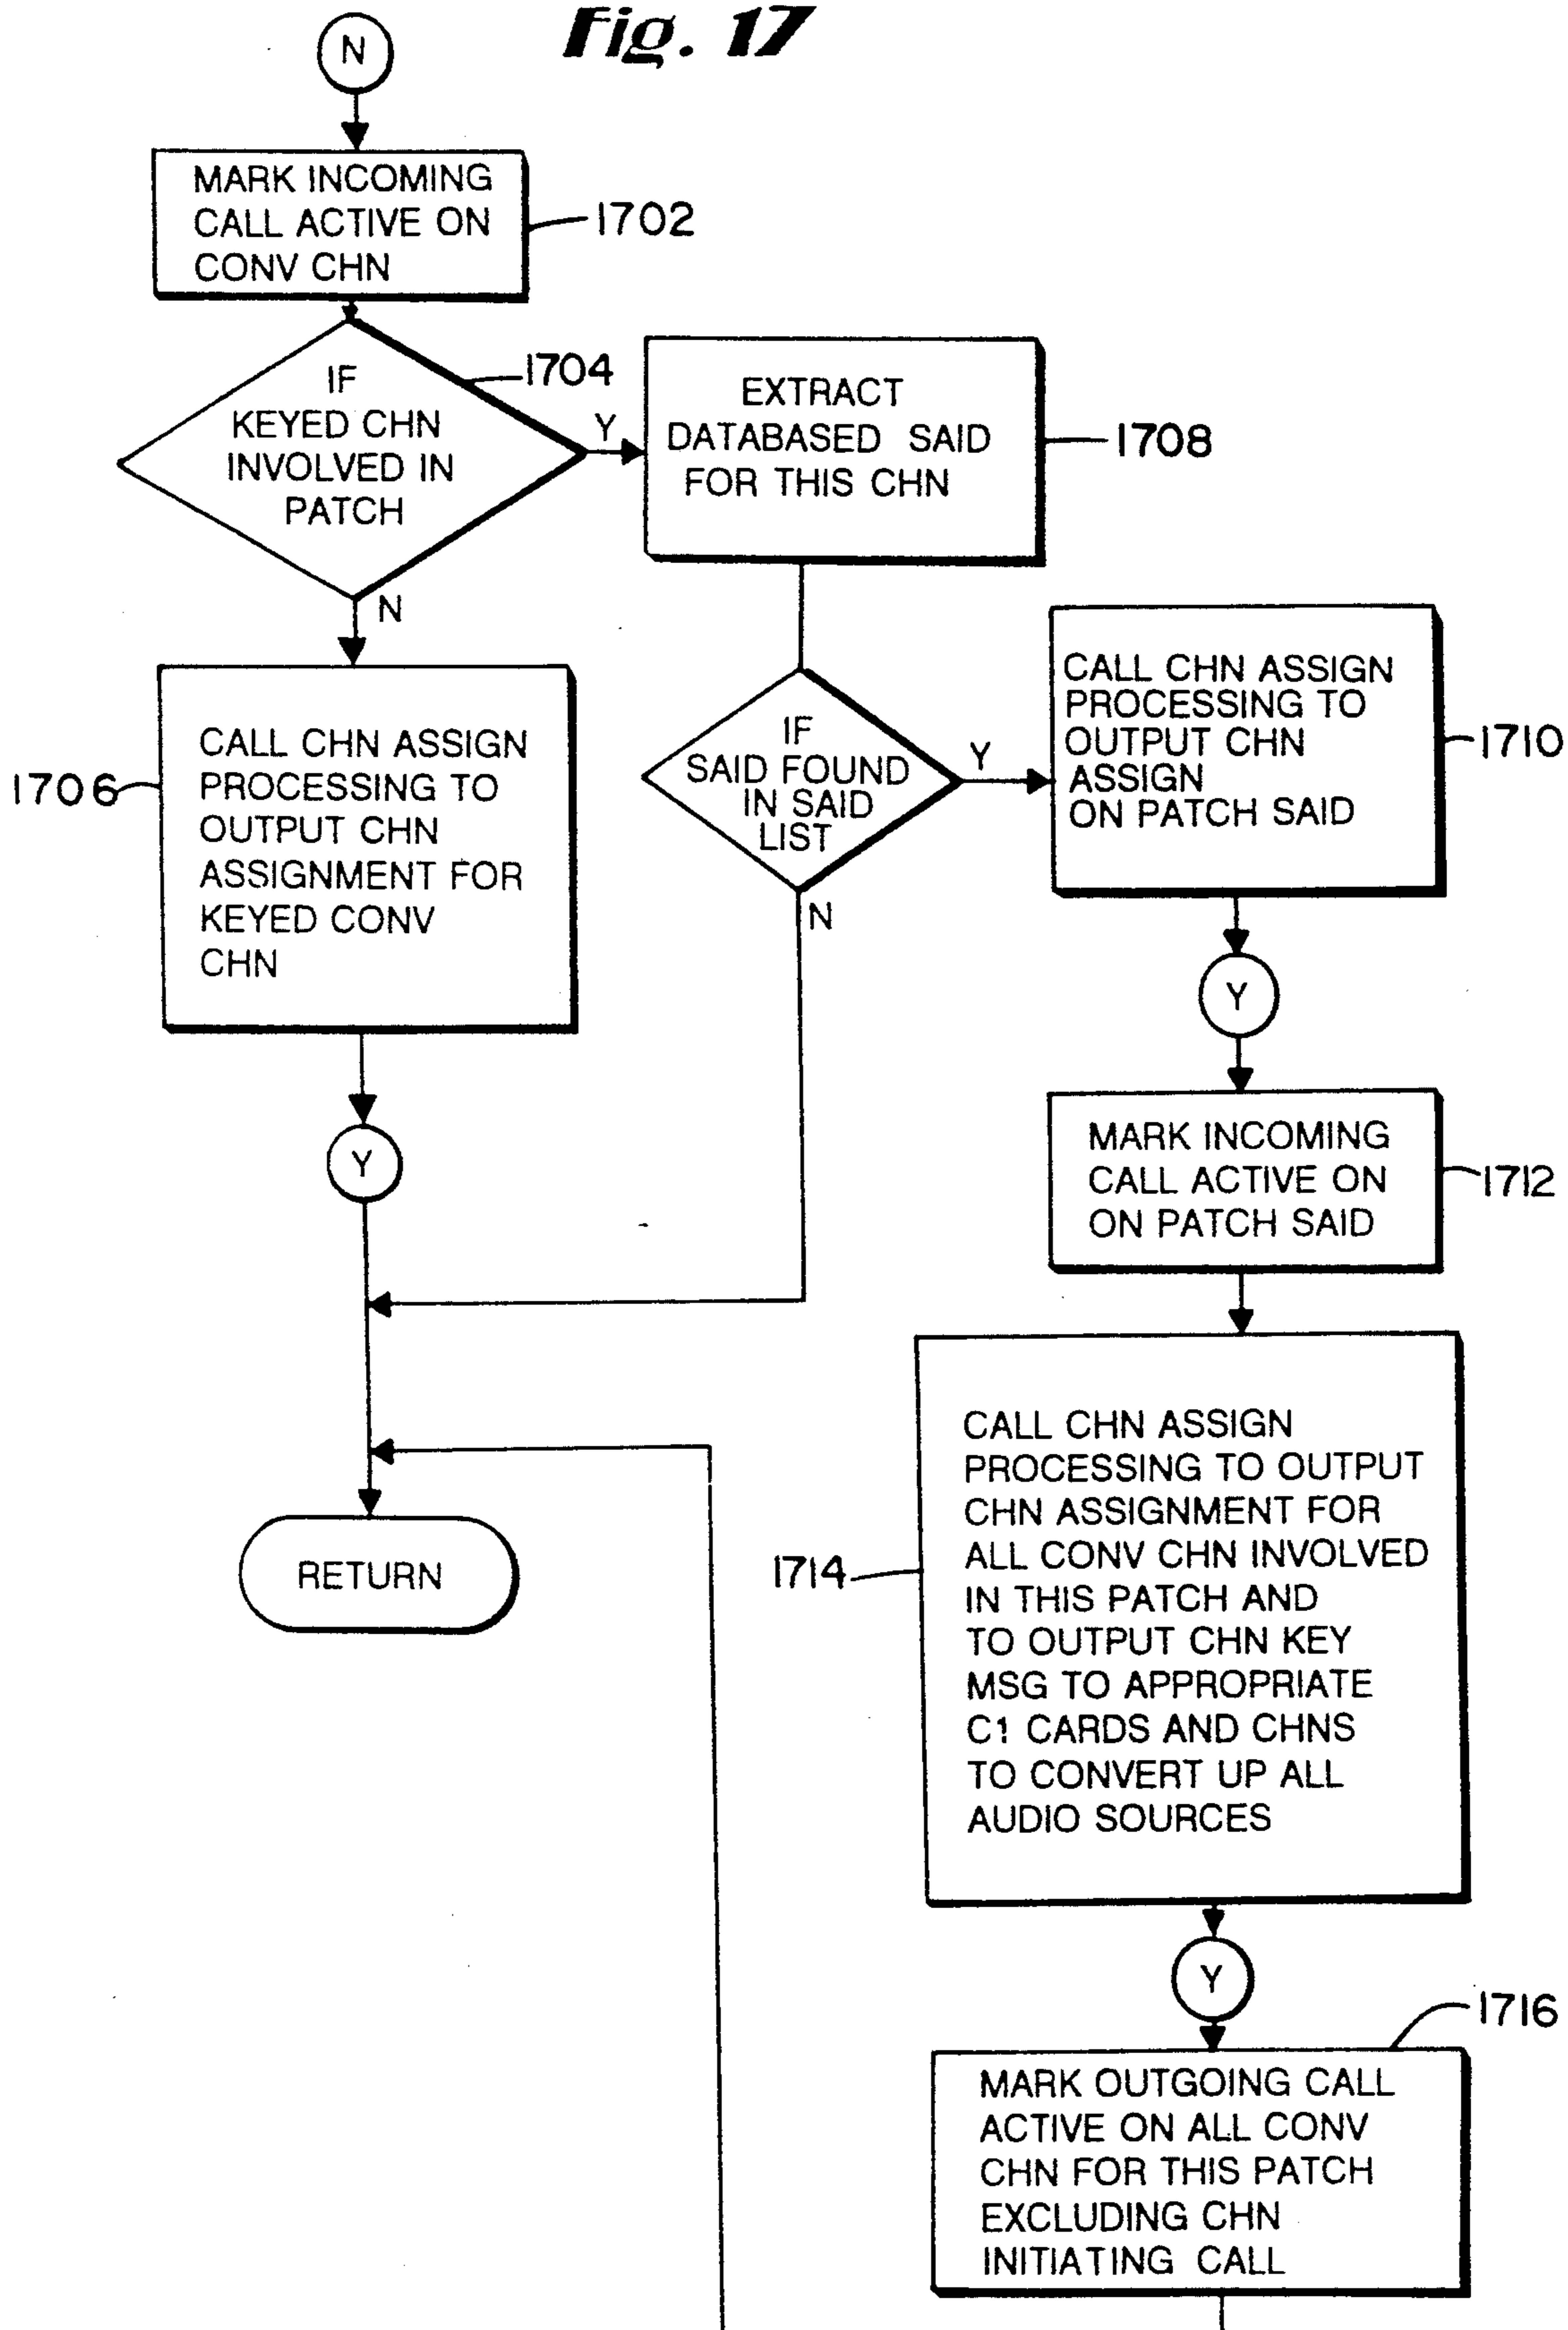 Fig. 17
N
MARK INCOMING
CALL ACTIVE ON
CONV CHN
1702
IF
KEYED CHN
INVOLVED IN
PATCH
1704
Y
N
EXTRACT
DATABASED SAID
FOR THIS CHN
1708
CALL CHN ASSIGN
PROCESSING TO
OUTPUT CHN
ASSIGNMENT FOR
KEYED CONV
CHN
1706
Y
IF
SAID FOUND
IN SAID
LIST
Y
N
CALL CHN ASSIGN
PROCESSING TO
OUTPUT CHN
ASSIGN
ON PATCH SAID
1710
Y
MARK INCOMING
CALL ACTIVE ON
ON PATCH SAID
1712
RETURN
CALL CHN ASSIGN
PROCESSING TO OUTPUT
CHN ASSIGNMENT FOR
ALL CONV CHN INVOLVED
IN THIS PATCH AND
TO OUTPUT CHN KEY
MSG TO APPROPRIATE
C1 CARDS AND CHNS
TO CONVERT UP ALL
AUDIO SOURCES
1714
Y
1716
MARK OUTGOING CALL
ACTIVE ON ALL CONV
CHN FOR THIS PATCH
EXCLUDING CHN
INITIATING CALL